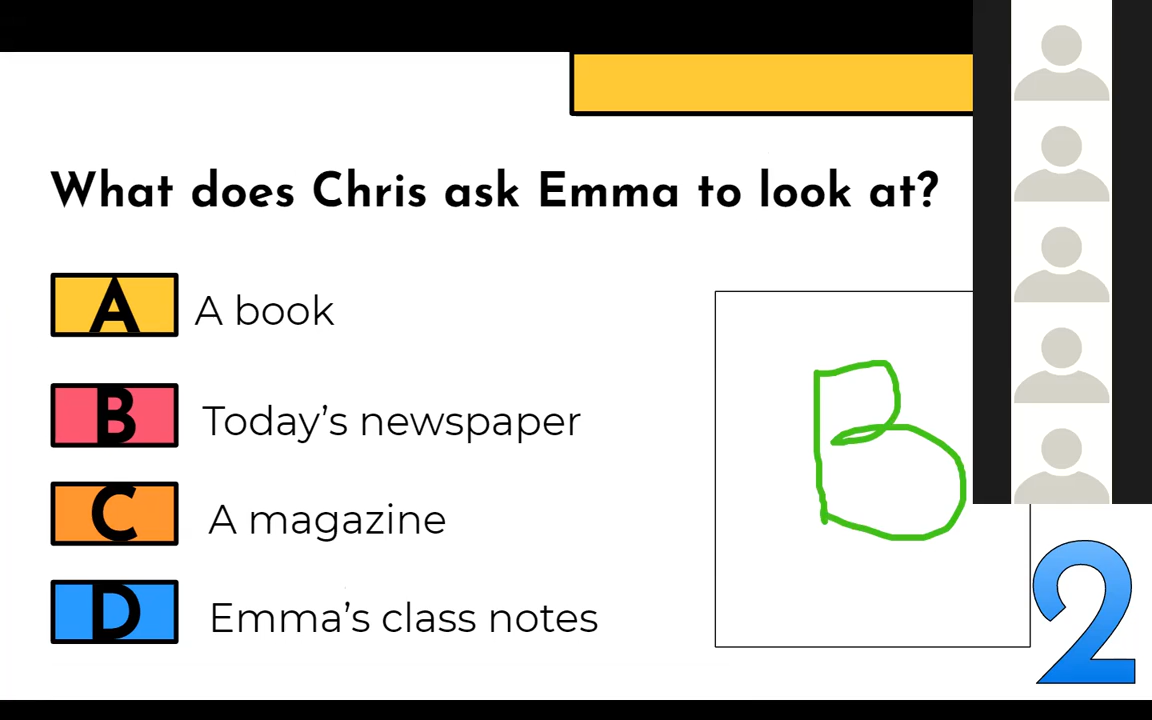 What does Chris ask Emma to look at?
A A book
B Today’s newspaper
C A magazine
D Emma’s class notes
B
2